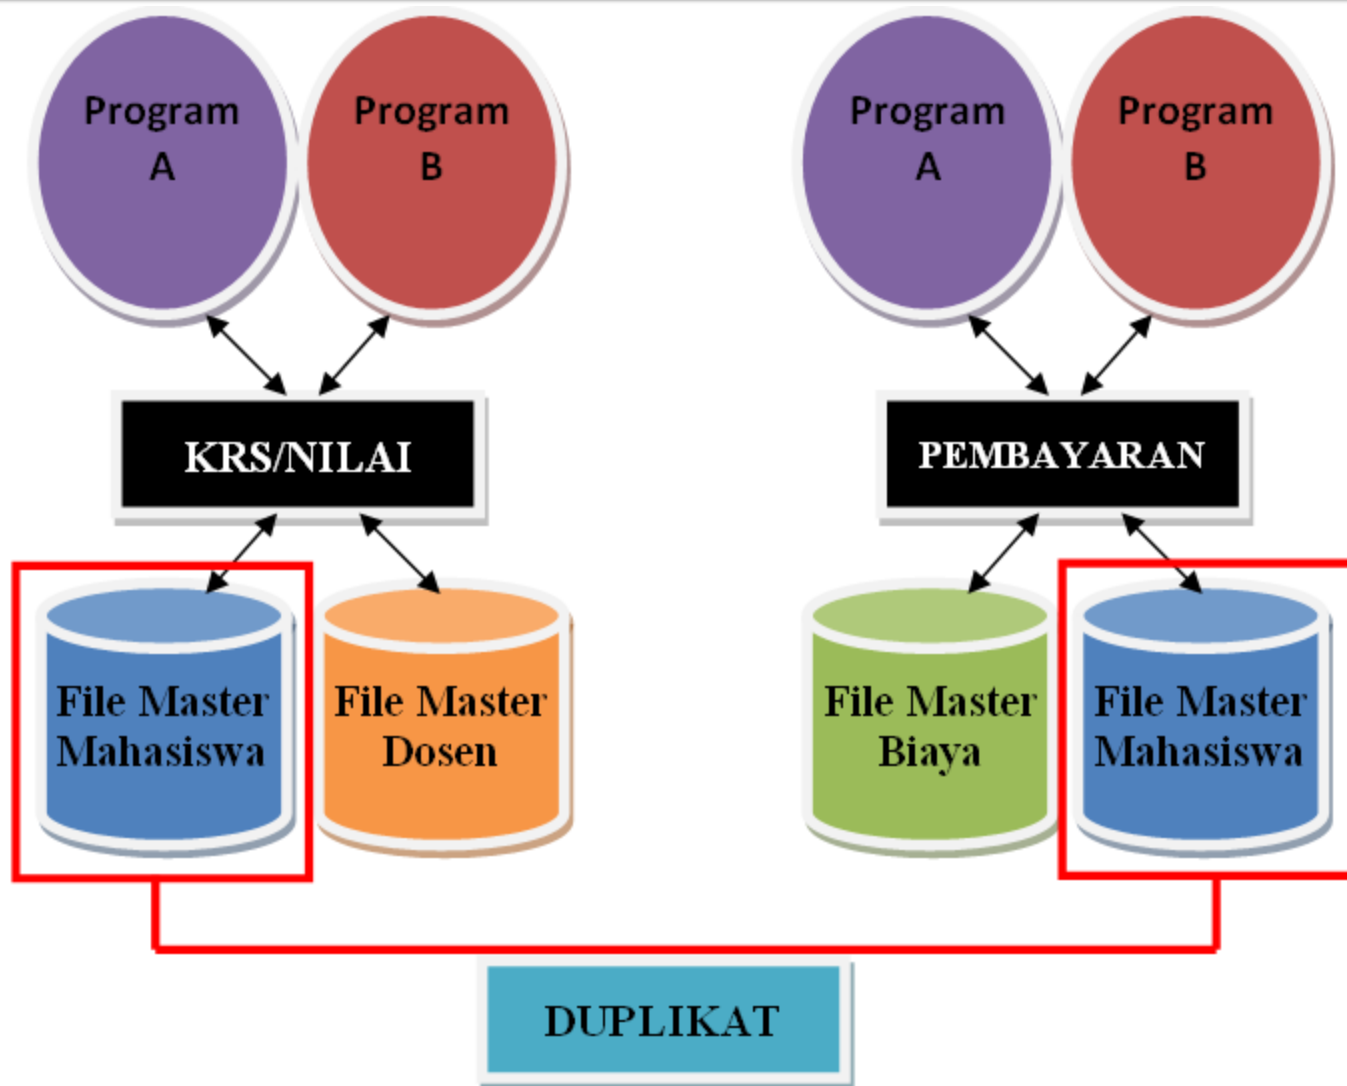 Program
A
Program
B
Program
A
Program
B
KRS/NILAI
PEMBAYARAN
File Master
Mahasiswa
File Master
Dosen
File Master
Biaya
File Master
Mahasiswa
DUPLIKAT